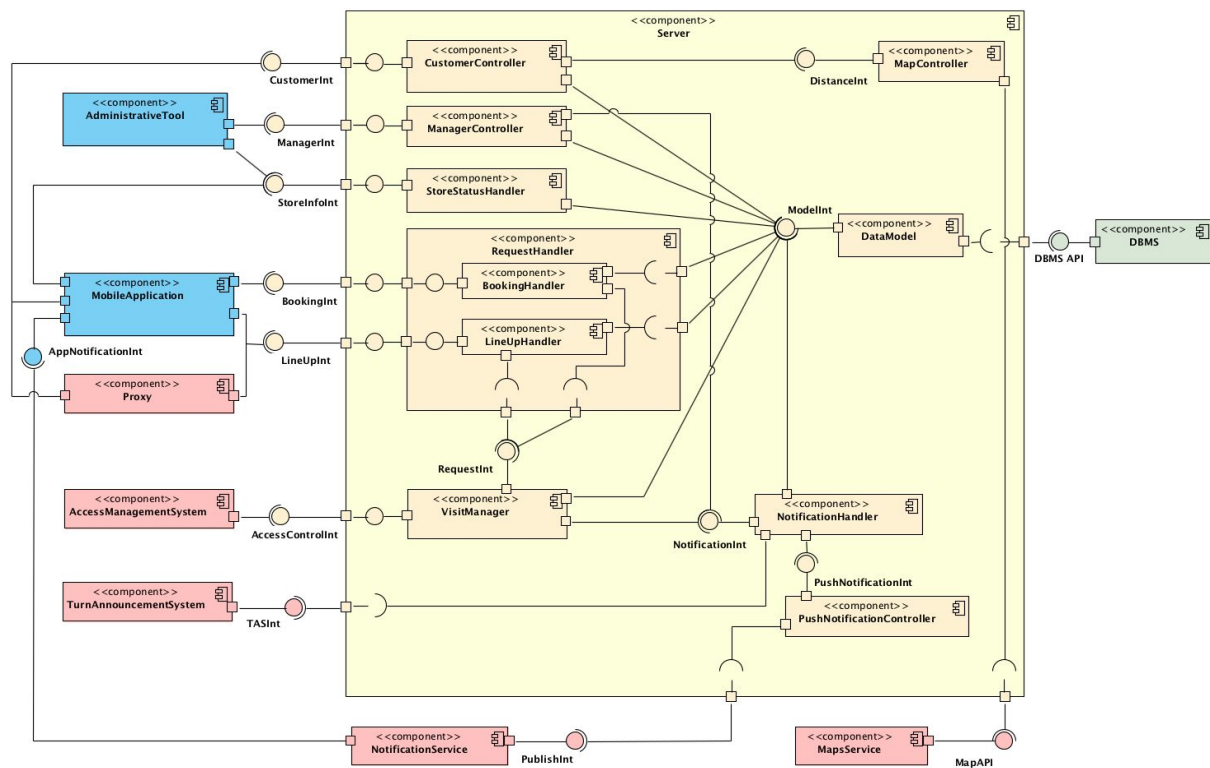 <<component>>
Server
<<component>>
CustomerController
<<component>>
MapController
CustomerInt
DistanceInt
<<component>>
AdministrativeTool
<<component>>
ManagerController
ManagerInt
<<component>>
StoreStatusHandler
StoreInfoInt
ModelInt
<<component>>
DataModel
<<component>>
DBMS
DBMS API
<<component>>
RequestHandler
<<component>>
BookingHandler
<<component>>
MobileApplication
BookingInt
<<component>>
LineUpHandler
AppNotificationInt
LineUpInt
<<component>>
Proxy
RequestInt
<<component>>
AccessManagementSystem
<<component>>
VisitManager
<<component>>
NotificationHandler
AccessControlInt
NotificationInt
<<component>>
TurnAnnouncementSystem
TASInt
PushNotificationInt
<<component>>
PushNotificationController
<<component>>
NotificationService
PublishInt
<<component>>
MapsService
MapAPI